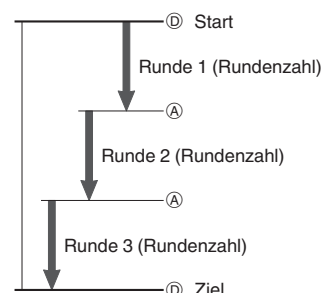 Ⓓ Start
Runde 1 (Rundenzahl)
Ⓐ
Runde 2 (Rundenzahl)
Ⓐ
Runde 3 (Rundenzahl)
Ⓓ Ziel